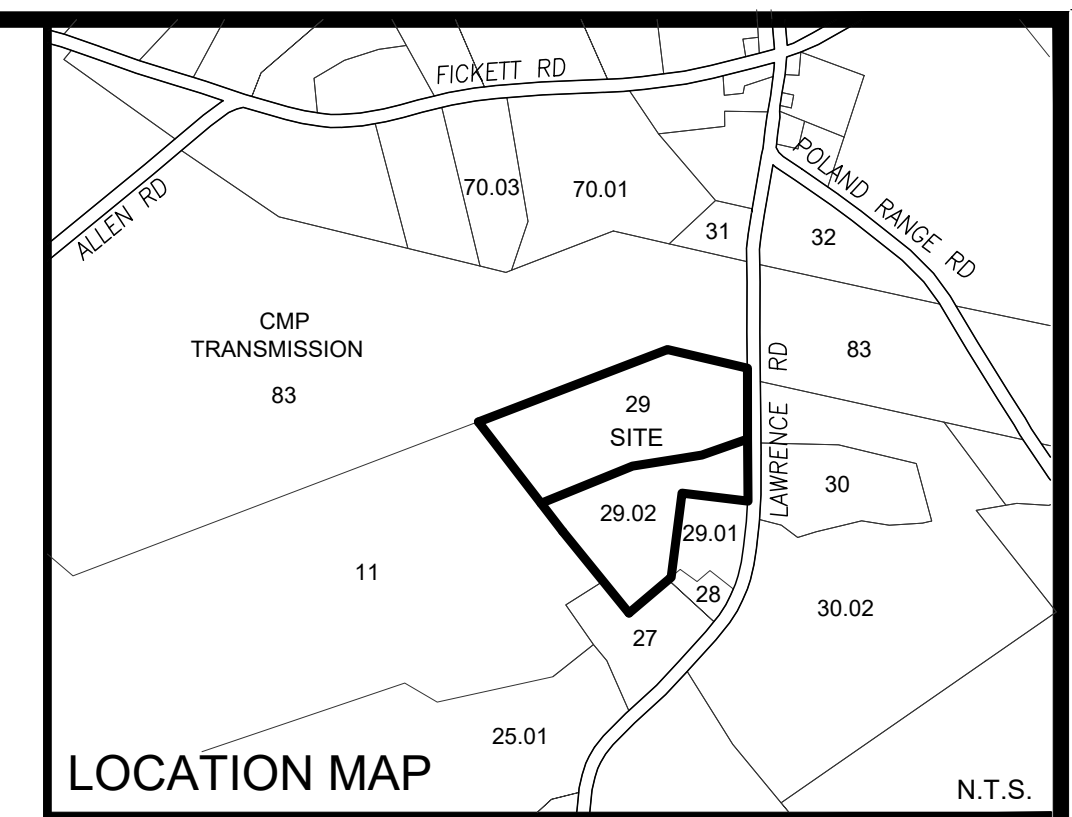 FICKETT RD
ALLEN RD
POLAND RANGE RD
70.03
70.01
31
32
CMP
TRANSMISSION
83
83
LAWRENCE RD
29
SITE
29.02
29.01
30
11
28
27
30.02
25.01
LOCATION MAP
N.T.S.